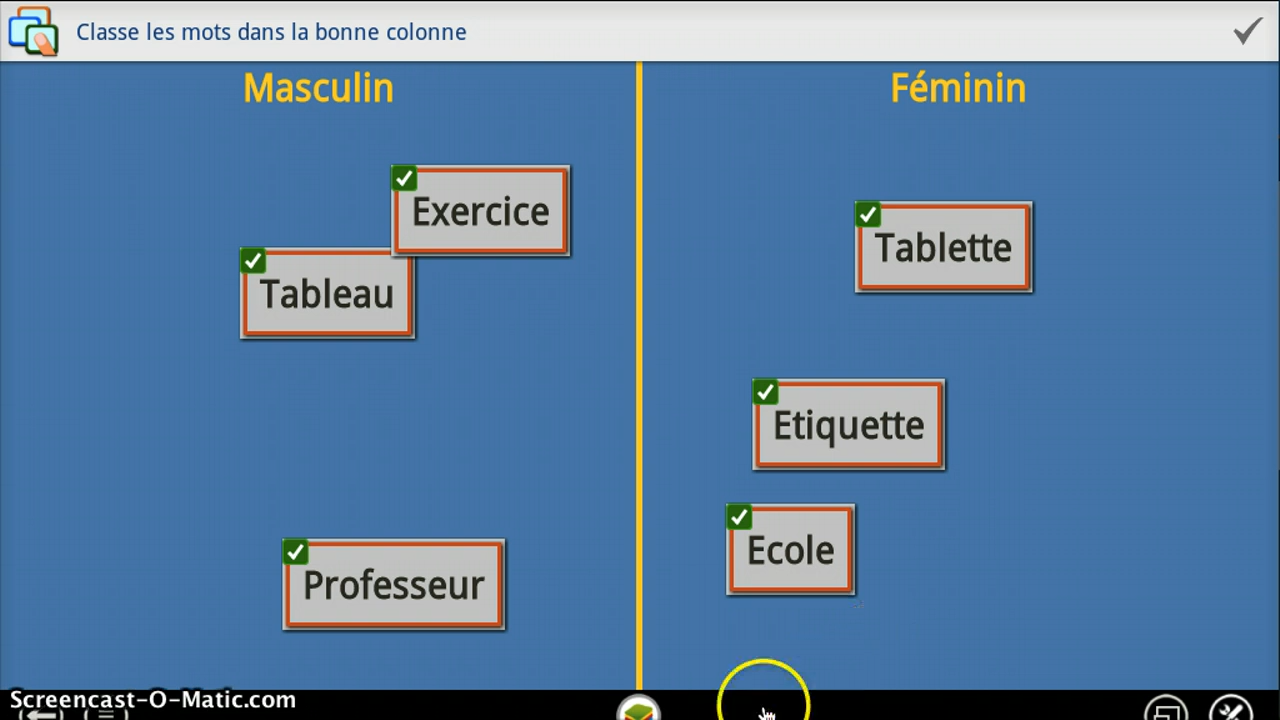 Classe les mots dans la bonne colonne
Masculin
Féminin
Exercice
Tableau
Professeur
Tablette
Etiquette
Ecole
Screencast-O-Matic.com